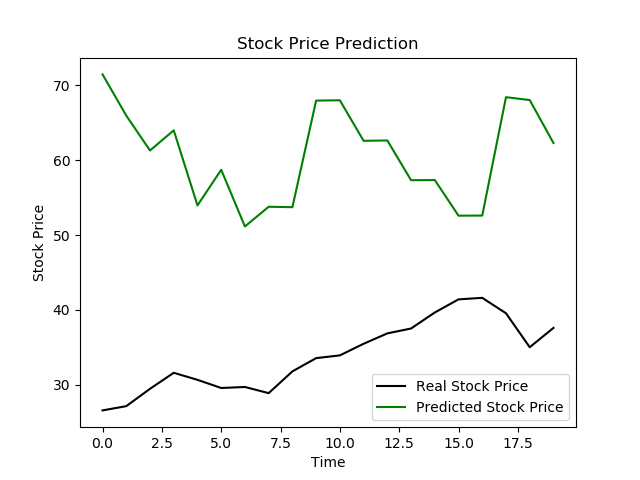 Stock Price Prediction
70
60
50
40
30
Stock Price
Real Stock Price
Predicted Stock Price
0.0 2.5 5.0 7.5 10.0 12.5 15.0 17.5
Time